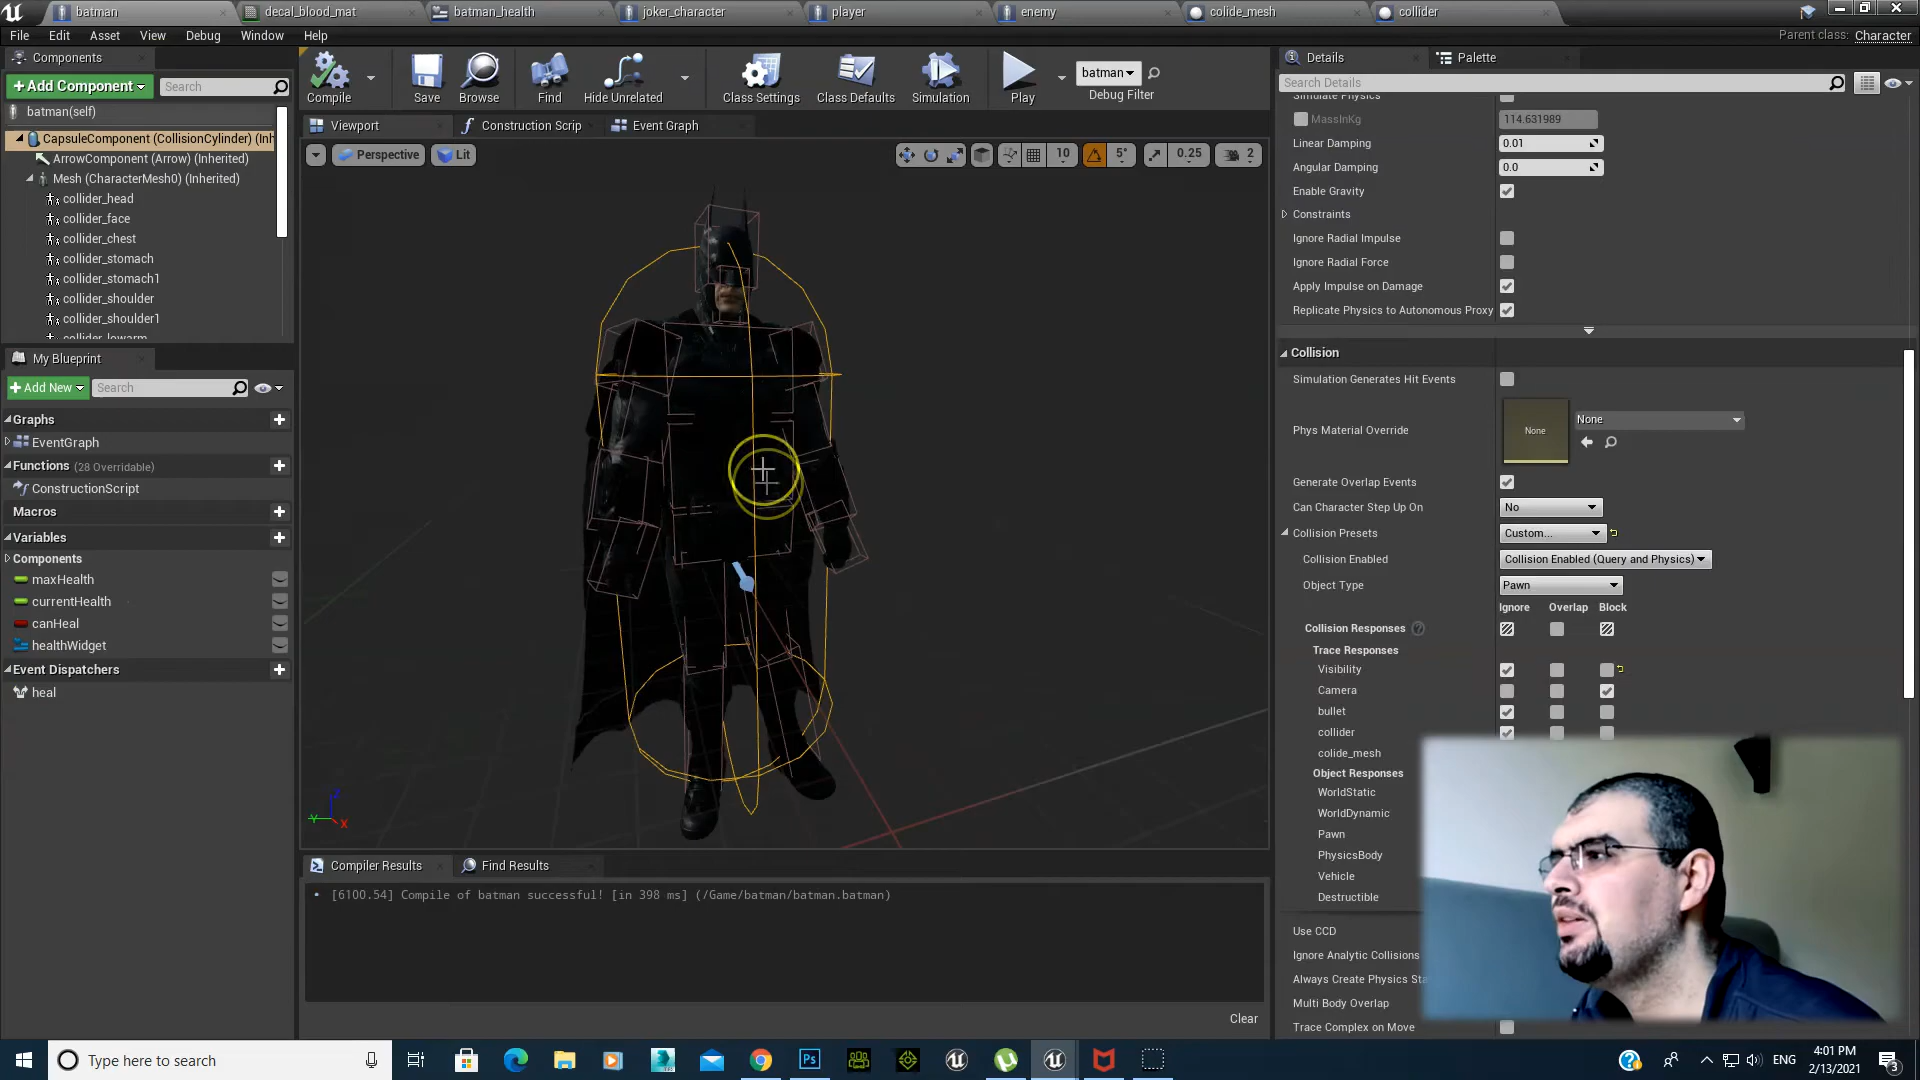 batman
decal_blood_mat
batman_health
joker_character
player
enemy
colide_mesh
collider
File
Edit
Asset
View
Debug
Window
Help
Parent class: Character
Components
Add Component
Search
batman(self)
CapsuleComponent (CollisionCylinder) (Inh
ArrowComponent (Arrow) (Inherited)
Mesh (CharacterMesh0) (Inherited)
collider_head
collider_face
collider_chest
collider_stomach
collider_stomach1
collider_shoulder
collider_shoulder1
collider_lowarm
Compile
Save
Browse
Find
Hide Unrelated
Class Settings
Class Defaults
Simulation
Play
batman
Debug Filter
Viewport
Construction Scrip
Event Graph
Perspective
Lit
10
5°
0.25
2
My Blueprint
Add New
Search
Graphs
EventGraph
Functions (28 Overridable)
ConstructionScript
Macros
Variables
Components
maxHealth
currentHealth
canHeal
healthWidget
Event Dispatchers
heal
Compiler Results
Find Results
[6100.54] Compile of batman successful! [in 398 ms] (/Game/batman/batman.batman)
Clear
Details
Palette
Search Details
Simulate Physics
MassInKg
114.631989
Linear Damping
0.01
Angular Damping
0.0
Enable Gravity
Constraints
Ignore Radial Impulse
Ignore Radial Force
Apply Impulse on Damage
Replicate Physics to Autonomous Proxy
Collision
Simulation Generates Hit Events
Phys Material Override
None
None
Generate Overlap Events
Can Character Step Up On
No
Collision Presets
Custom...
Collision Enabled
Collision Enabled (Query and Physics)
Object Type
Pawn
Ignore
Overlap
Block
Collision Responses
Trace Responses
Visibility
Camera
bullet
collider
colide_mesh
Object Responses
WorldStatic
WorldDynamic
Pawn
PhysicsBody
Vehicle
Destructible
Use CCD
Ignore Analytic Collisions
Always Create Physics Sta
Multi Body Overlap
Trace Complex on Move
Type here to search
ENG
4:01 PM
2/13/2021
3